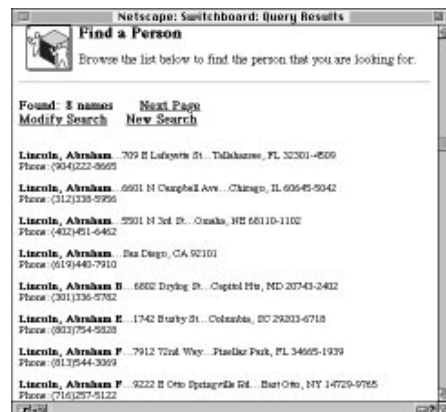 Netscape: Switchboard: Query Results
Find a Person
Browse the list below to find the person that you are looking for.
Found: 8 names Next Page
Modify Search New Search
Lincoln, Abraham...709 E Lafayette St...Tallahassee, FL 32301-4509
Phone:(904)222-8665
Lincoln, Abraham...6601 N Campbell Ave...Chicago, IL 60645-5042
Phone:(312)338-5956
Lincoln, Abraham...5501 N 3rd St...Omaha, NE 68110-1102
Phone:(402)451-6462
Lincoln, Abraham...San Diego, CA 92101
Phone:(619)440-7910
Lincoln, Abraham B...6802 St...Capitol Hts, MD 20743-2402
Phone:(301)336-5762
Lincoln, Abraham E...1742 St...Columbia, SC 29203-6718
Phone:(803)754-5828
Lincoln, Abraham F...7912 72nd Way...Pinellas Park, FL 34665-1939
Phone:(813)544-3069
Lincoln, Abraham F...9222 E Otto Rd...East Otto, NY 14729-9765
Phone:(716)257-5122